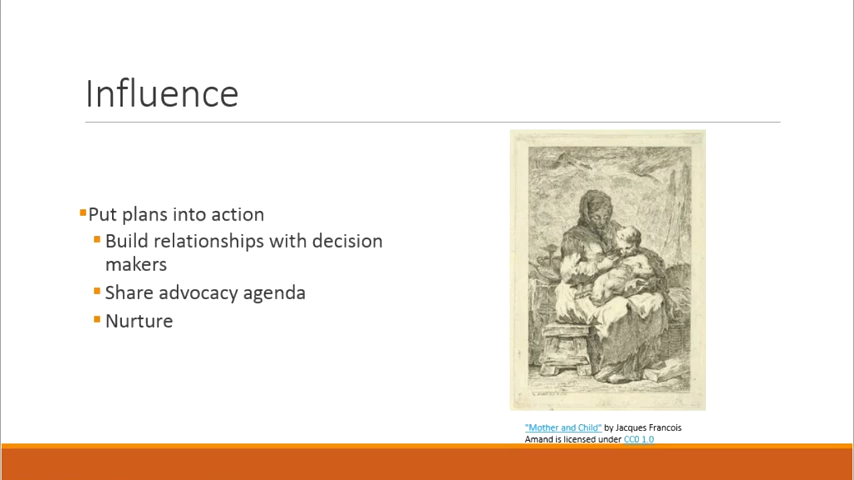 Influence
Put plans into action
Build relationships with decision
makers
Share advocacy agenda
Nurture
"Mother and Child" by Jacques Francois
Amand is licensed under CC0 1.0